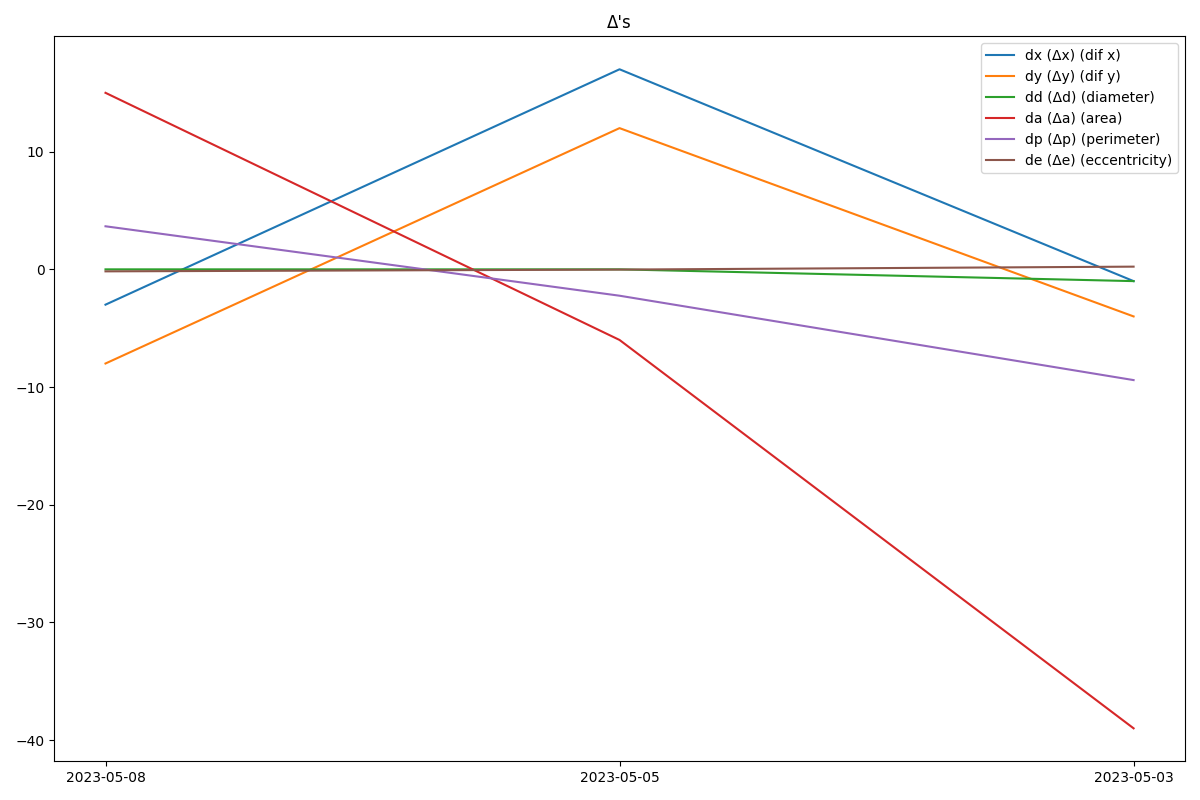 Δ's
dx (Δx) (dif x)
dy (Δy) (dif y)
dd (Δd) (diameter)
da (Δa) (area)
dp (Δp) (perimeter)
de (Δe) (eccentricity)
10
0
−10
−20
−30
−40
2023-05-08 2023-05-05 2023-05-03